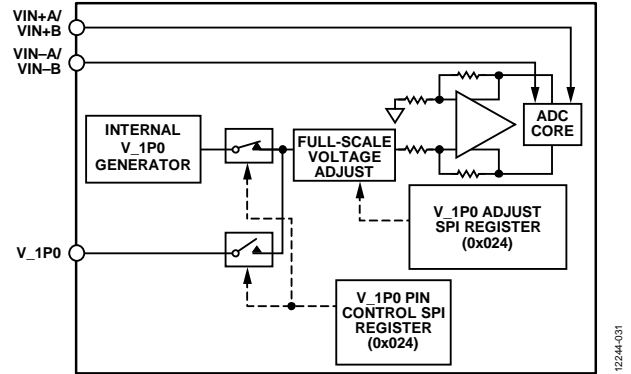 VIN+A/
VIN+B
VIN–A/
VIN–B
INTERNAL
V_1P0
GENERATOR
FULL-SCALE
VOLTAGE
ADJUST
ADC
CORE
V_1P0 ADJUST
SPI REGISTER
(0x024)
V_1P0
V_1P0 PIN
CONTROL SPI
REGISTER
(0x024)
12244-031